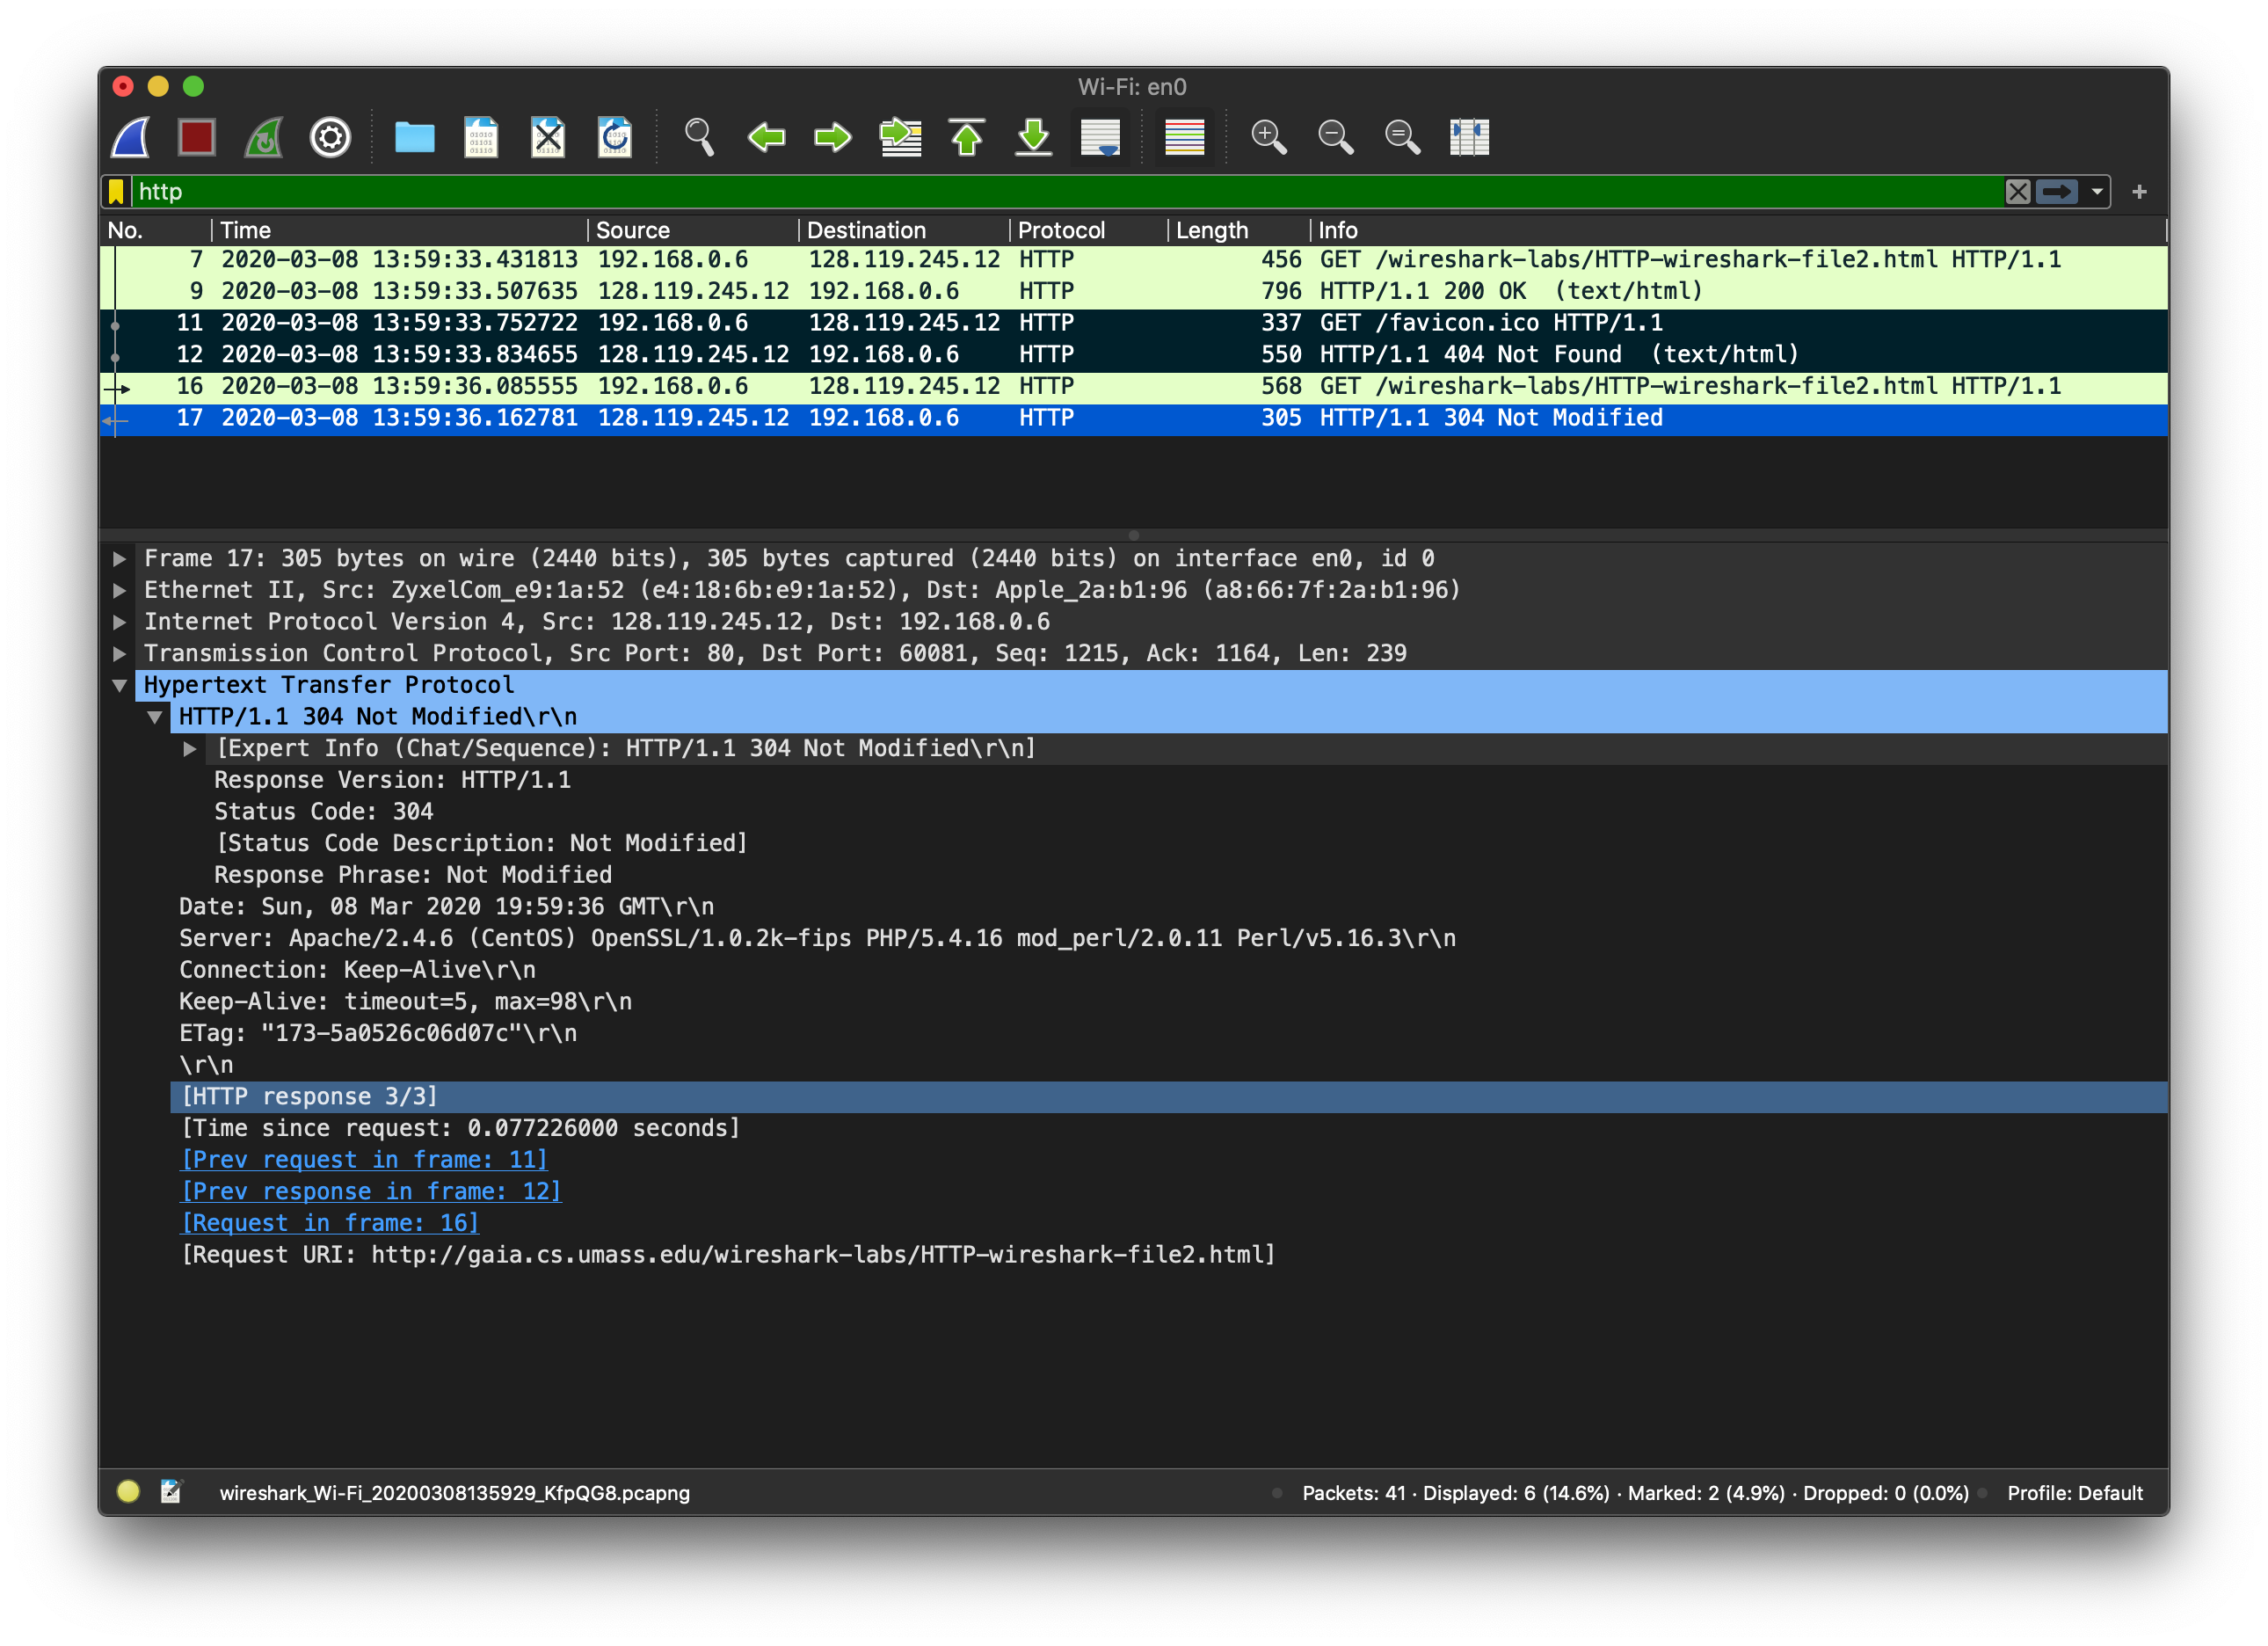 Wi-Fi: en0
http
No. Time Source Destination Protocol Length Info
7 2020-03-08 13:59:33.431813 192.168.0.6 128.119.245.12 HTTP 456 GET /wireshark-labs/HTTP-wireshark-file2.html HTTP/1.1
9 2020-03-08 13:59:33.507635 128.119.245.12 192.168.0.6 HTTP 796 HTTP/1.1 200 OK  (text/html)
11 2020-03-08 13:59:33.752722 192.168.0.6 128.119.245.12 HTTP 337 GET /favicon.ico HTTP/1.1
12 2020-03-08 13:59:33.834655 128.119.245.12 192.168.0.6 HTTP 550 HTTP/1.1 404 Not Found  (text/html)
16 2020-03-08 13:59:36.085555 192.168.0.6 128.119.245.12 HTTP 568 GET /wireshark-labs/HTTP-wireshark-file2.html HTTP/1.1
17 2020-03-08 13:59:36.162781 128.119.245.12 192.168.0.6 HTTP 305 HTTP/1.1 304 Not Modified
Frame 17: 305 bytes on wire (2440 bits), 305 bytes captured (2440 bits) on interface en0, id 0
Ethernet II, Src: ZyxelCom_e9:1a:52 (e4:18:6b:e9:1a:52), Dst: Apple_2a:b1:96 (a8:66:7f:2a:b1:96)
Internet Protocol Version 4, Src: 128.119.245.12, Dst: 192.168.0.6
Transmission Control Protocol, Src Port: 80, Dst Port: 60081, Seq: 1215, Ack: 1164, Len: 239
Hypertext Transfer Protocol
HTTP/1.1 304 Not Modified\r\n
[Expert Info (Chat/Sequence): HTTP/1.1 304 Not Modified\r\n]
Response Version: HTTP/1.1
Status Code: 304
[Status Code Description: Not Modified]
Response Phrase: Not Modified
Date: Sun, 08 Mar 2020 19:59:36 GMT\r\n
Server: Apache/2.4.6 (CentOS) OpenSSL/1.0.2k-fips PHP/5.4.16 mod_perl/2.0.11 Perl/v5.16.3\r\n
Connection: Keep-Alive\r\n
Keep-Alive: timeout=5, max=98\r\n
ETag: "173-5a0526c06d07c"\r\n
\r\n
[HTTP response 3/3]
[Time since request: 0.077226000 seconds]
[Prev request in frame: 11]
[Prev response in frame: 12]
[Request in frame: 16]
[Request URI: http://gaia.cs.umass.edu/wireshark-labs/HTTP-wireshark-file2.html]
wireshark_Wi-Fi_20200308135929_KfpQG8.pcapng Packets: 41 · Displayed: 6 (14.6%) · Marked: 2 (4.9%) · Dropped: 0 (0.0%) Profile: Default